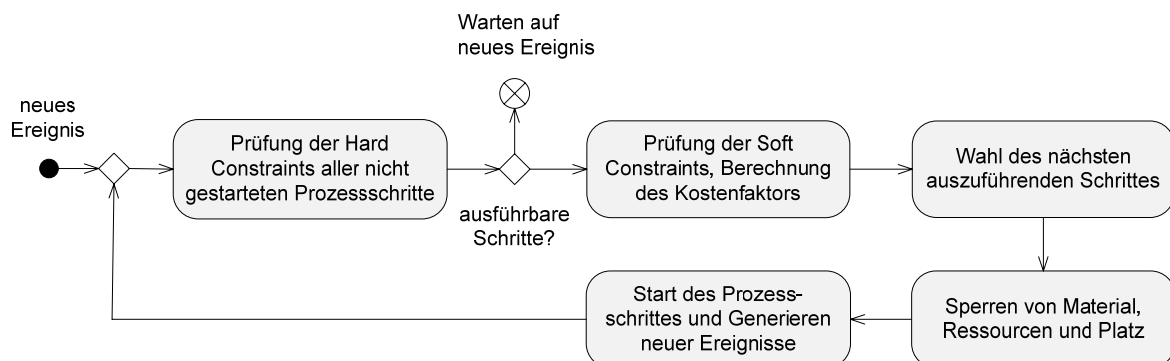 neues
Ereignis
Prüfung der Hard
Constraints aller nicht
gestarteten Prozessschritte
Warten auf
neues Ereignis
ausführbare
Schritte?
Prüfung der Soft
Constraints, Berechnung
des Kostenfaktors
Wahl des nächsten
auszuführenden Schrittes
Sperren von Material,
Ressourcen und Platz
Start des Prozess-
schrittes und Generieren
neuer Ereignisse